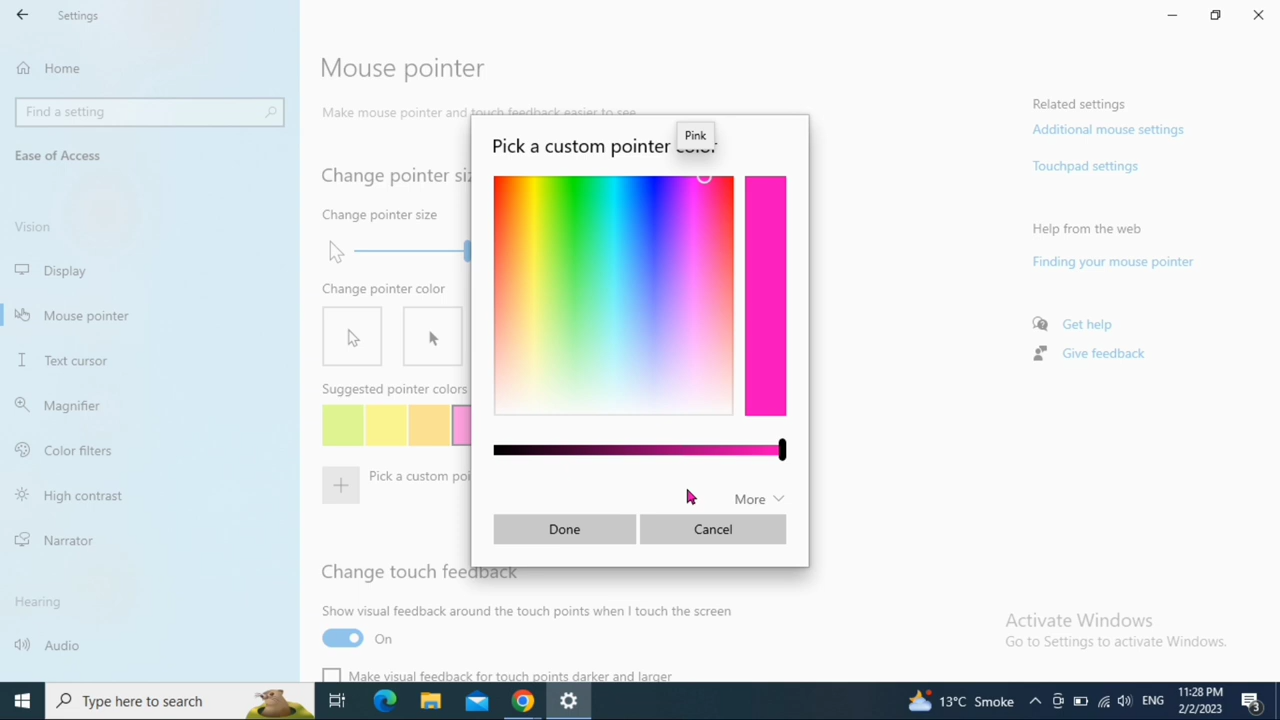 Settings
Home
Find a setting
Ease of Access
Vision
Display
Mouse pointer
Text cursor
Magnifier
Color filters
High contrast
Narrator
Hearing
Audio
Mouse pointer
Make mouse pointer and touch feedback easier to see
Change pointer siz
Change pointer size
Change pointer color
Suggested pointer colors
Pick a custom poi
Change touch feedback
Show visual feedback around the touch points when I touch the screen
On
Make visual feedback for touch points darker and larger
Pink
Pick a custom pointer color
More
Done
Cancel
Related settings
Additional mouse settings
Touchpad settings
Help from the web
Finding your mouse pointer
Get help
Give feedback
Activate Windows
Go to Settings to activate Windows.
Type here to search
13°C Smoke
ENG
11:28 PM
2/2/2023
3